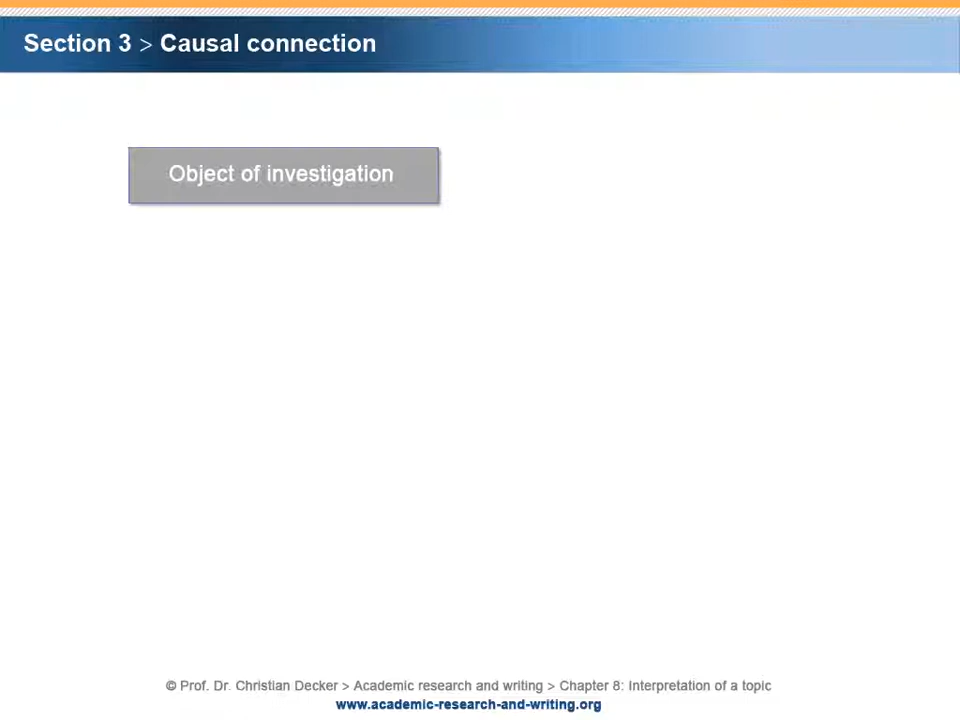 Section 3 > Causal connection
Object of investigation
© Prof. Dr. Christian Decker > Academic research and writing > Chapter 8: Interpretation of a topic
www.academic-research-and-writing.org